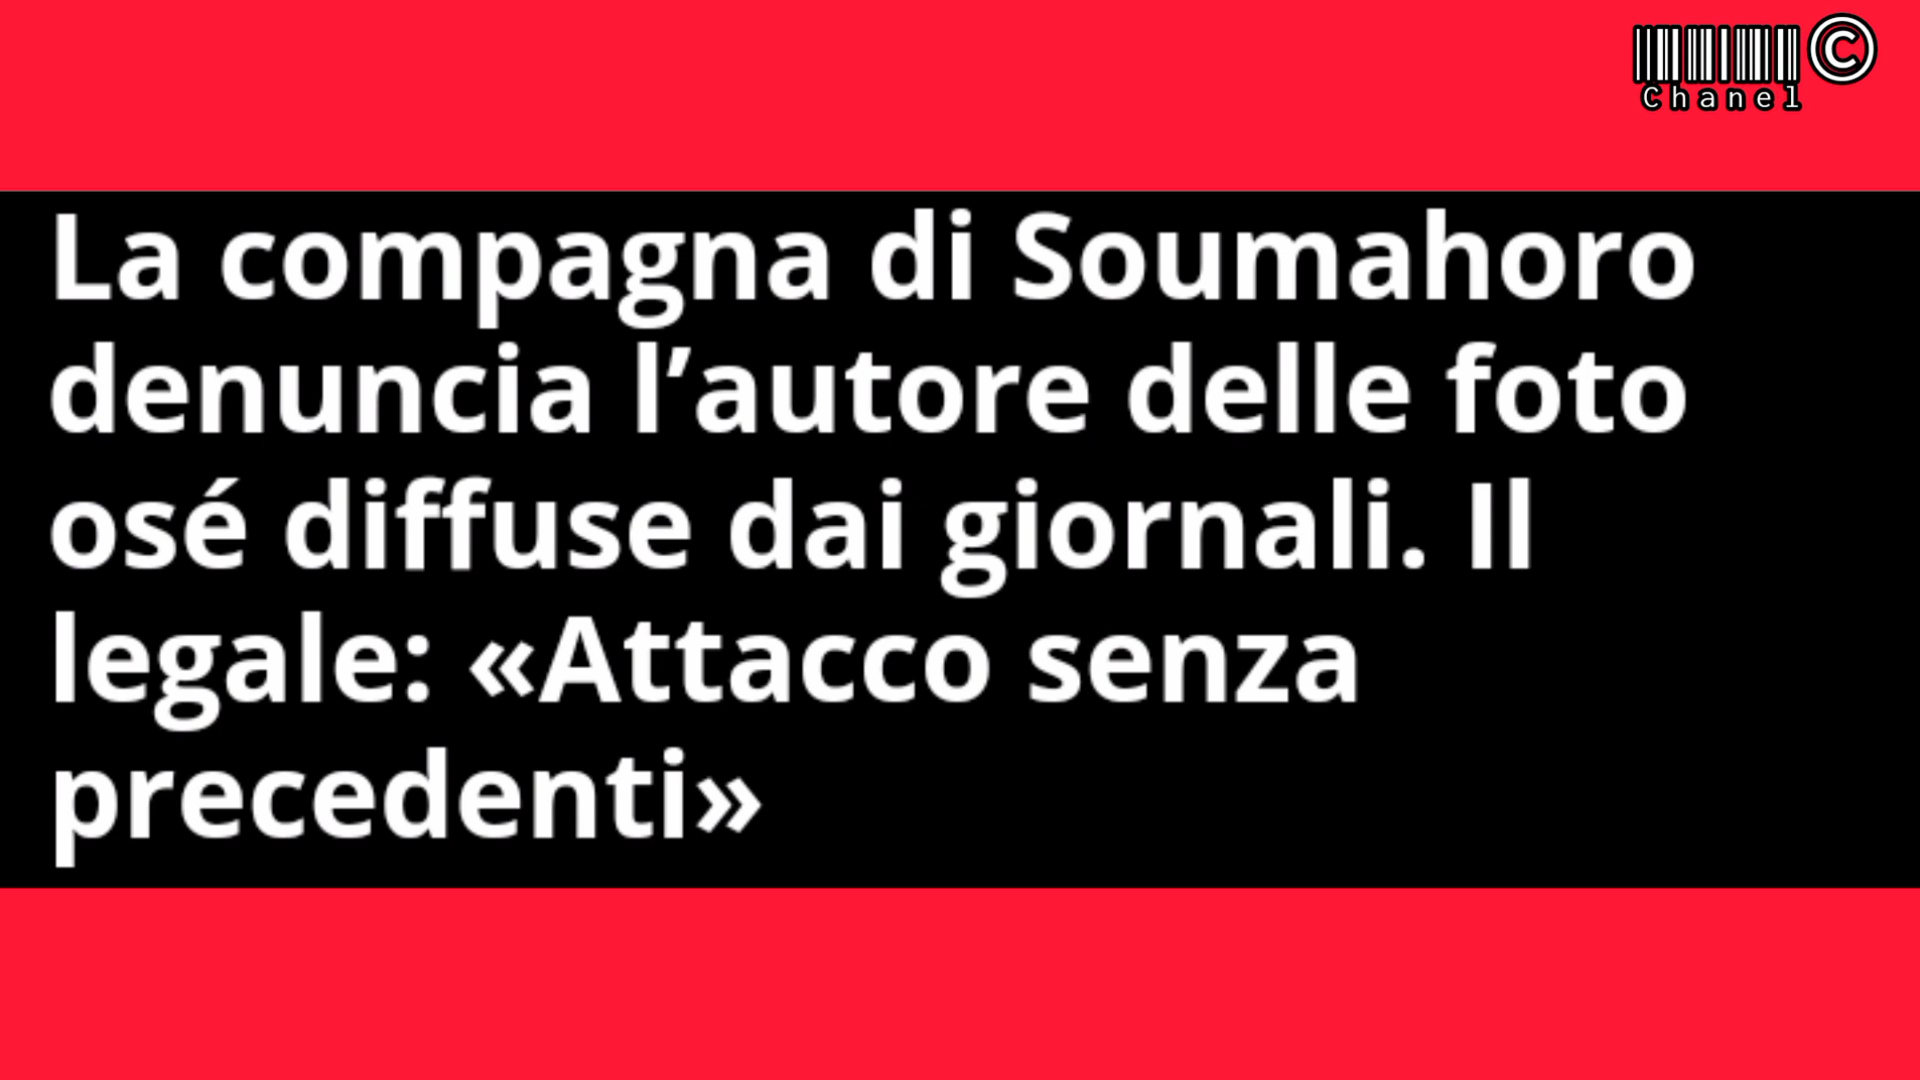 ©
Chanel
La compagna di Soumahoro
denuncia l’autore delle foto
osé diffuse dai giornali. Il
legale: «Attacco senza
precedenti»